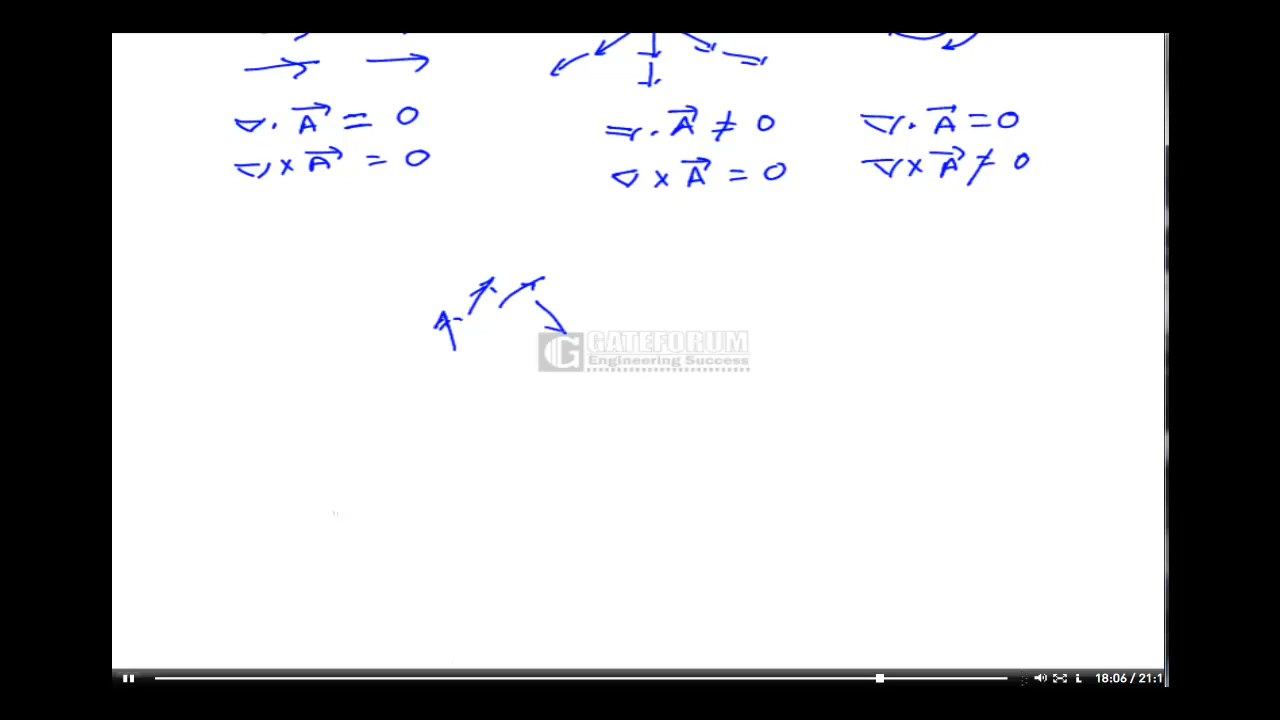 ∇. A⃗ = 0
∇ × A⃗ = 0
∇. A⃗ ≠ 0
∇ × A⃗ = 0
∇. A⃗ = 0
∇ × A⃗ ≠ 0
G GATEFORUM
Engineering Success
18:06 / 21:1